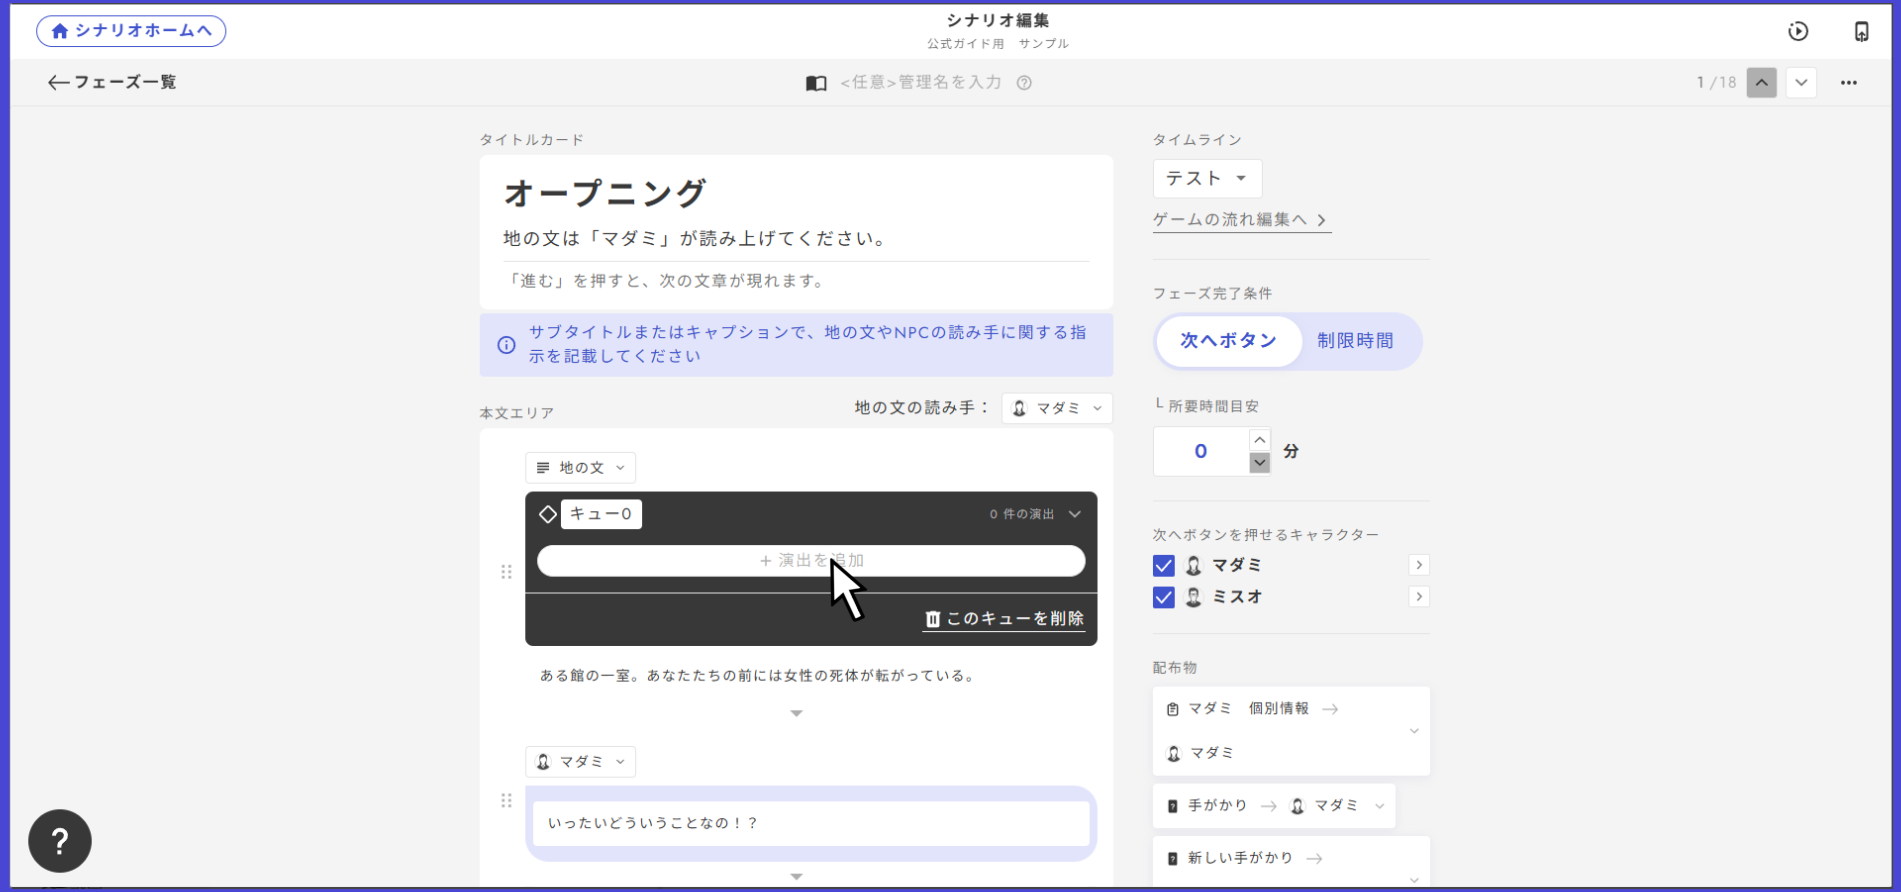 シナリオホームへ
シナリオ編集
公式ガイド用 サンプル
フェーズ一覧
<任意>管理名を入力
1 /18
タイトルカード
オープニング
地の文は「マダミ」が読み上げてください。
「進む」を押すと、次の文章が現れます。
サブタイトルまたはキャプションで、地の文やNPCの読み手に関する指
示を記載してください
本文エリア
地の文の読み手：
マダミ
地の文
キュー0
0 件の演出
+ 演出を追加
このキューを削除
ある館の一室。あなたたちの前には女性の死体が転がっている。
マダミ
いったいどういうことなの！？
?
タイムライン
テスト
ゲームの流れ編集へ
フェーズ完了条件
次へボタン
制限時間
└ 所要時間目安
0
分
次へボタンを押せるキャラクター
マダミ
ミスオ
配布物
マダミ 個別情報 →
マダミ
手がかり → マダミ
新しい手がかり →